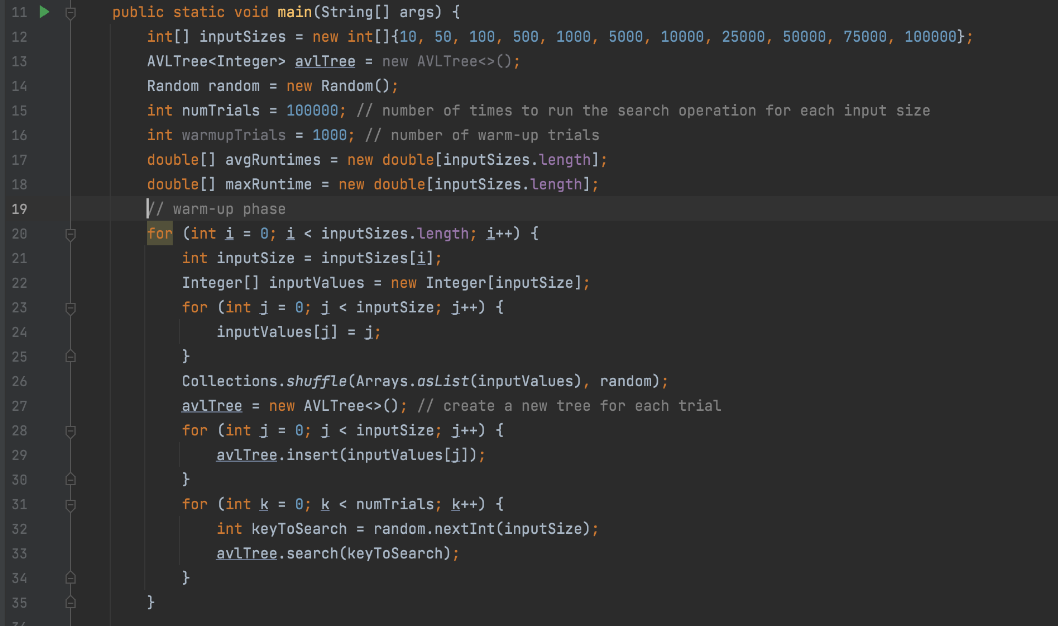 11 public static void main(String[] args) {
12 int[] inputSizes = new int[]{10, 50, 100, 500, 1000, 5000, 10000, 25000, 50000, 75000, 100000};
13 AVLTree<Integer> avlTree = new AVLTree<>();
14 Random random = new Random();
15 int numTrials = 100000; // number of times to run the search operation for each input size
16 int warmupTrials = 1000; // number of warm-up trials
17 double[] avgRuntimes = new double[inputSizes.length];
18 double[] maxRuntime = new double[inputSizes.length];
19 // warm-up phase
20 for (int i = 0; i < inputSizes.length; i++) {
21 int inputSize = inputSizes[i];
22 Integer[] inputValues = new Integer[inputSize];
23 for (int j = 0; j < inputSize; j++) {
24 inputValues[j] = j;
25 }
26 Collections.shuffle(Arrays.asList(inputValues), random);
27 avlTree = new AVLTree<>(); // create a new tree for each trial
28 for (int j = 0; j < inputSize; j++) {
29 avlTree.insert(inputValues[j]);
30 }
31 for (int k = 0; k < numTrials; k++) {
32 int keyToSearch = random.nextInt(inputSize);
33 avlTree.search(keyToSearch);
34 }
35 }